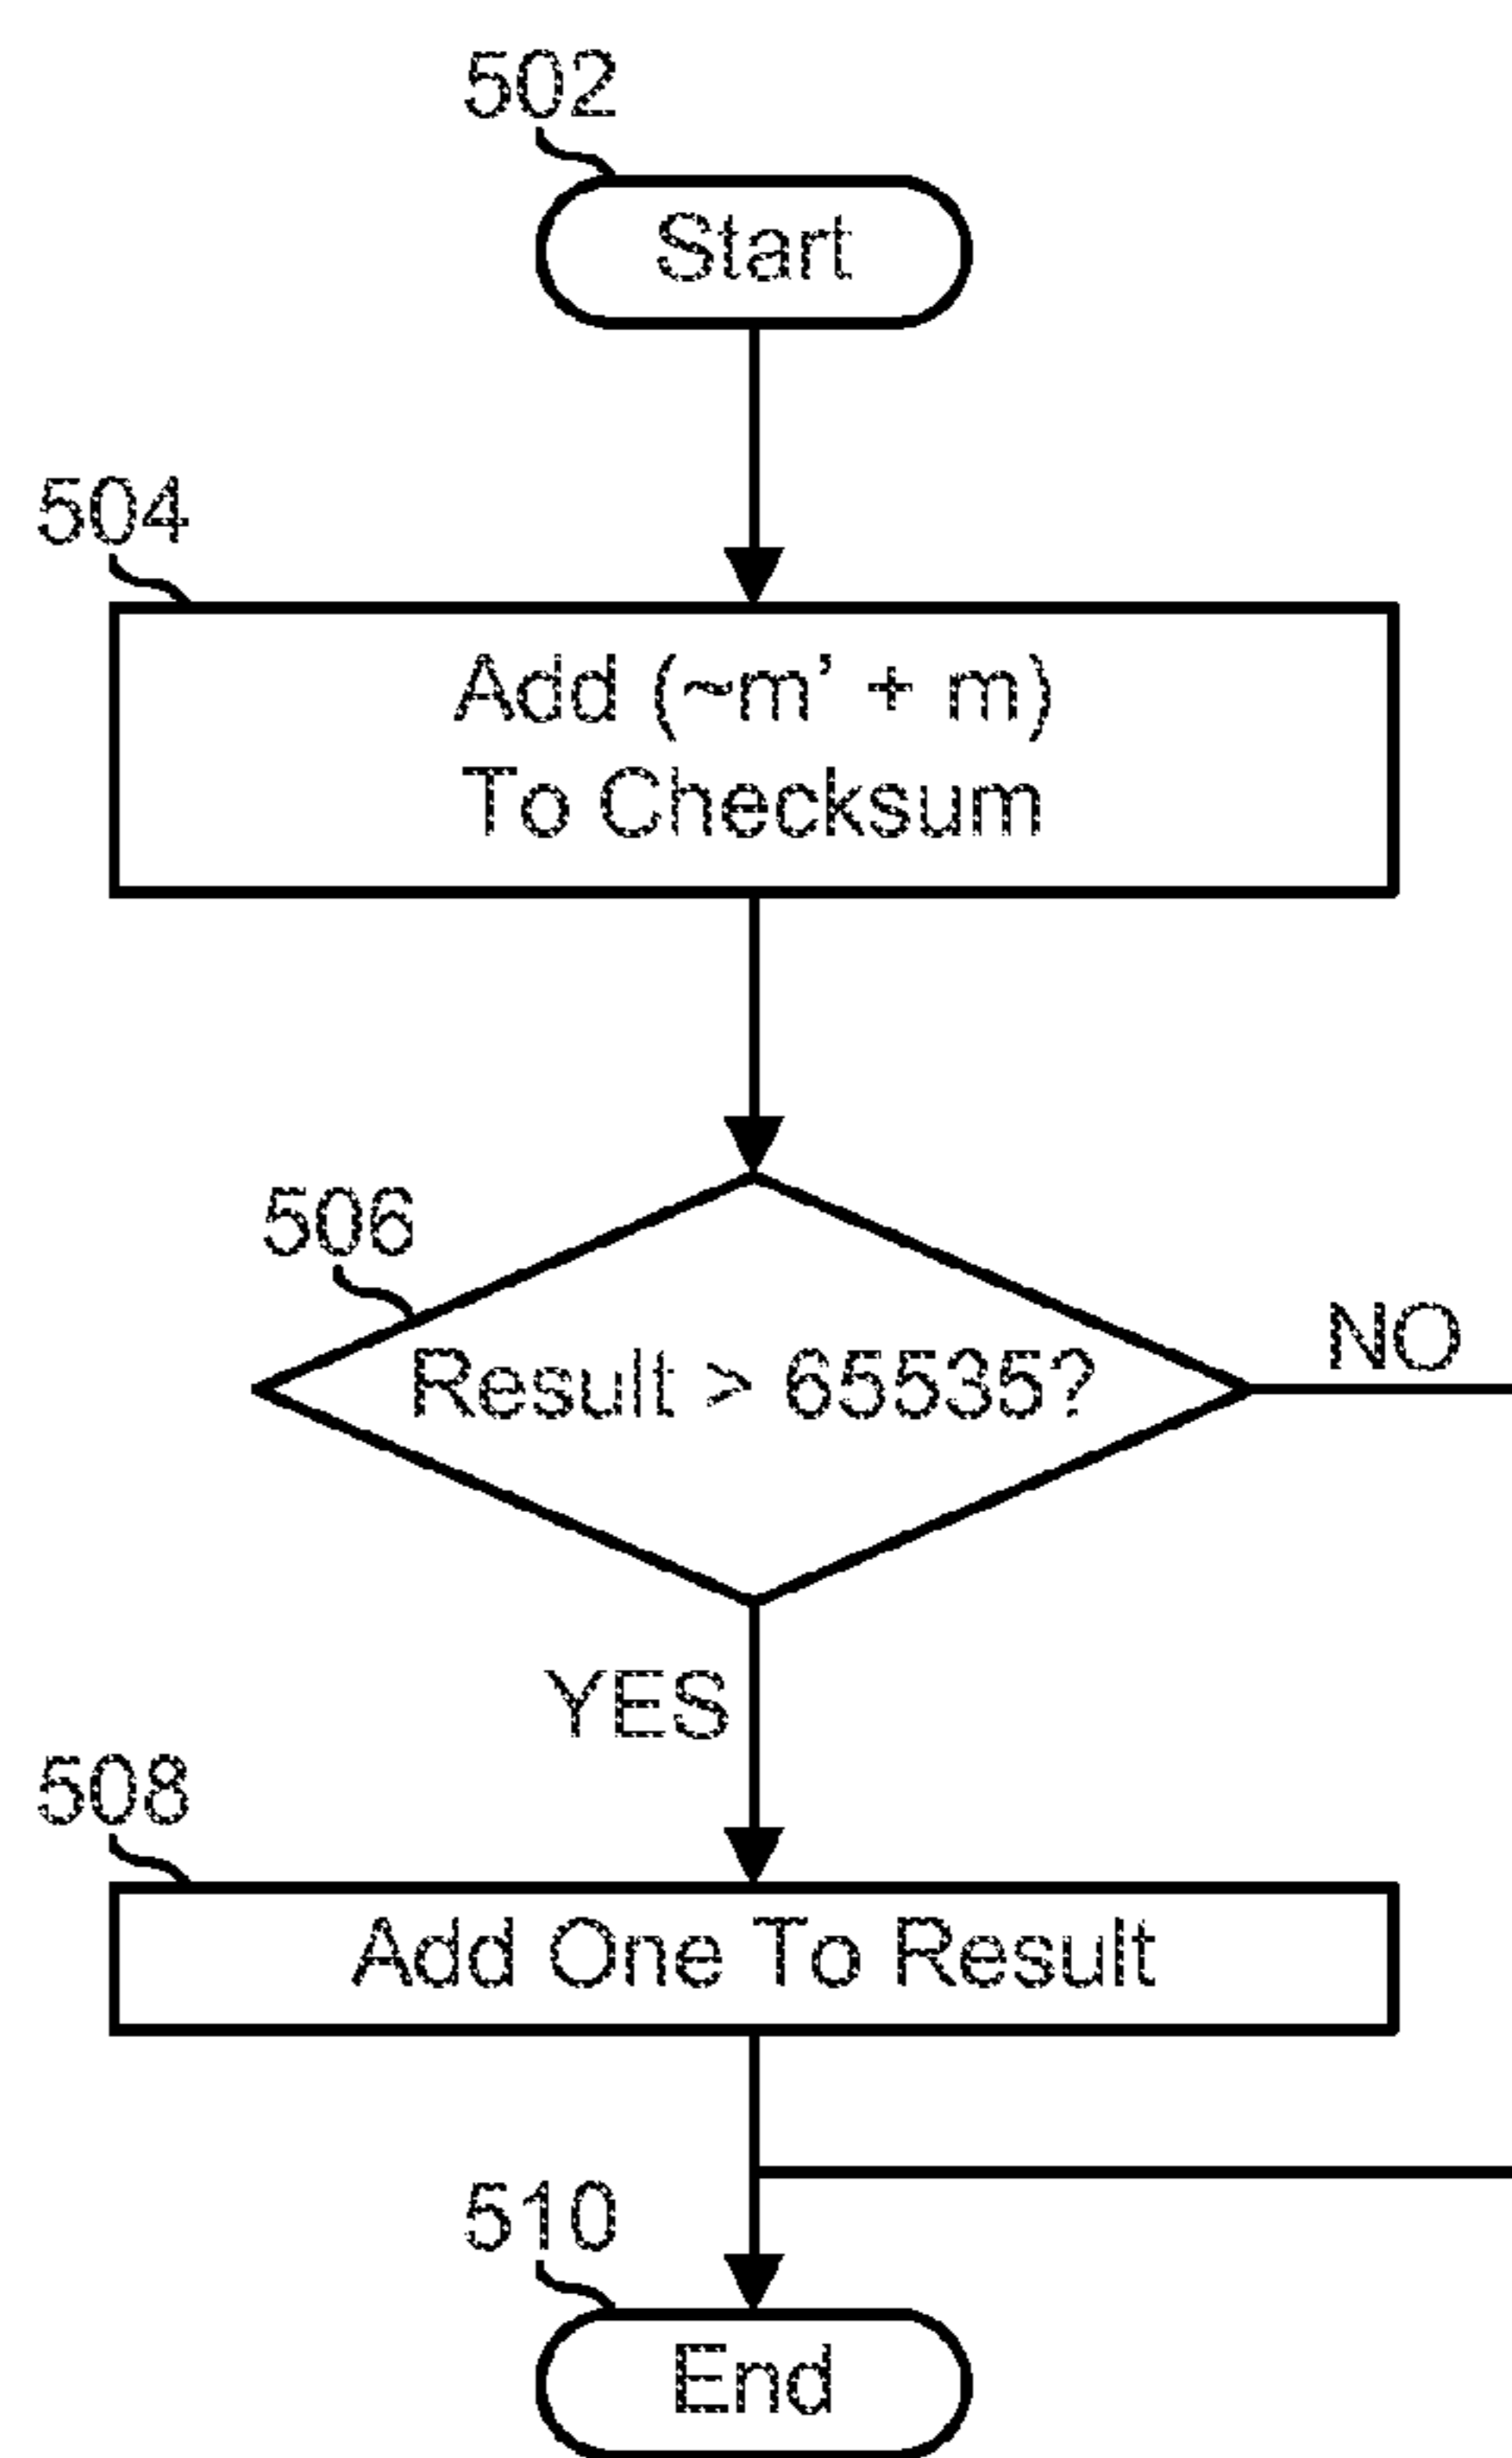 502
Start
504
Add (~m’ + m)
To Checksum
506
Result > 65535?
NO
YES
508
Add One To Result
510
End